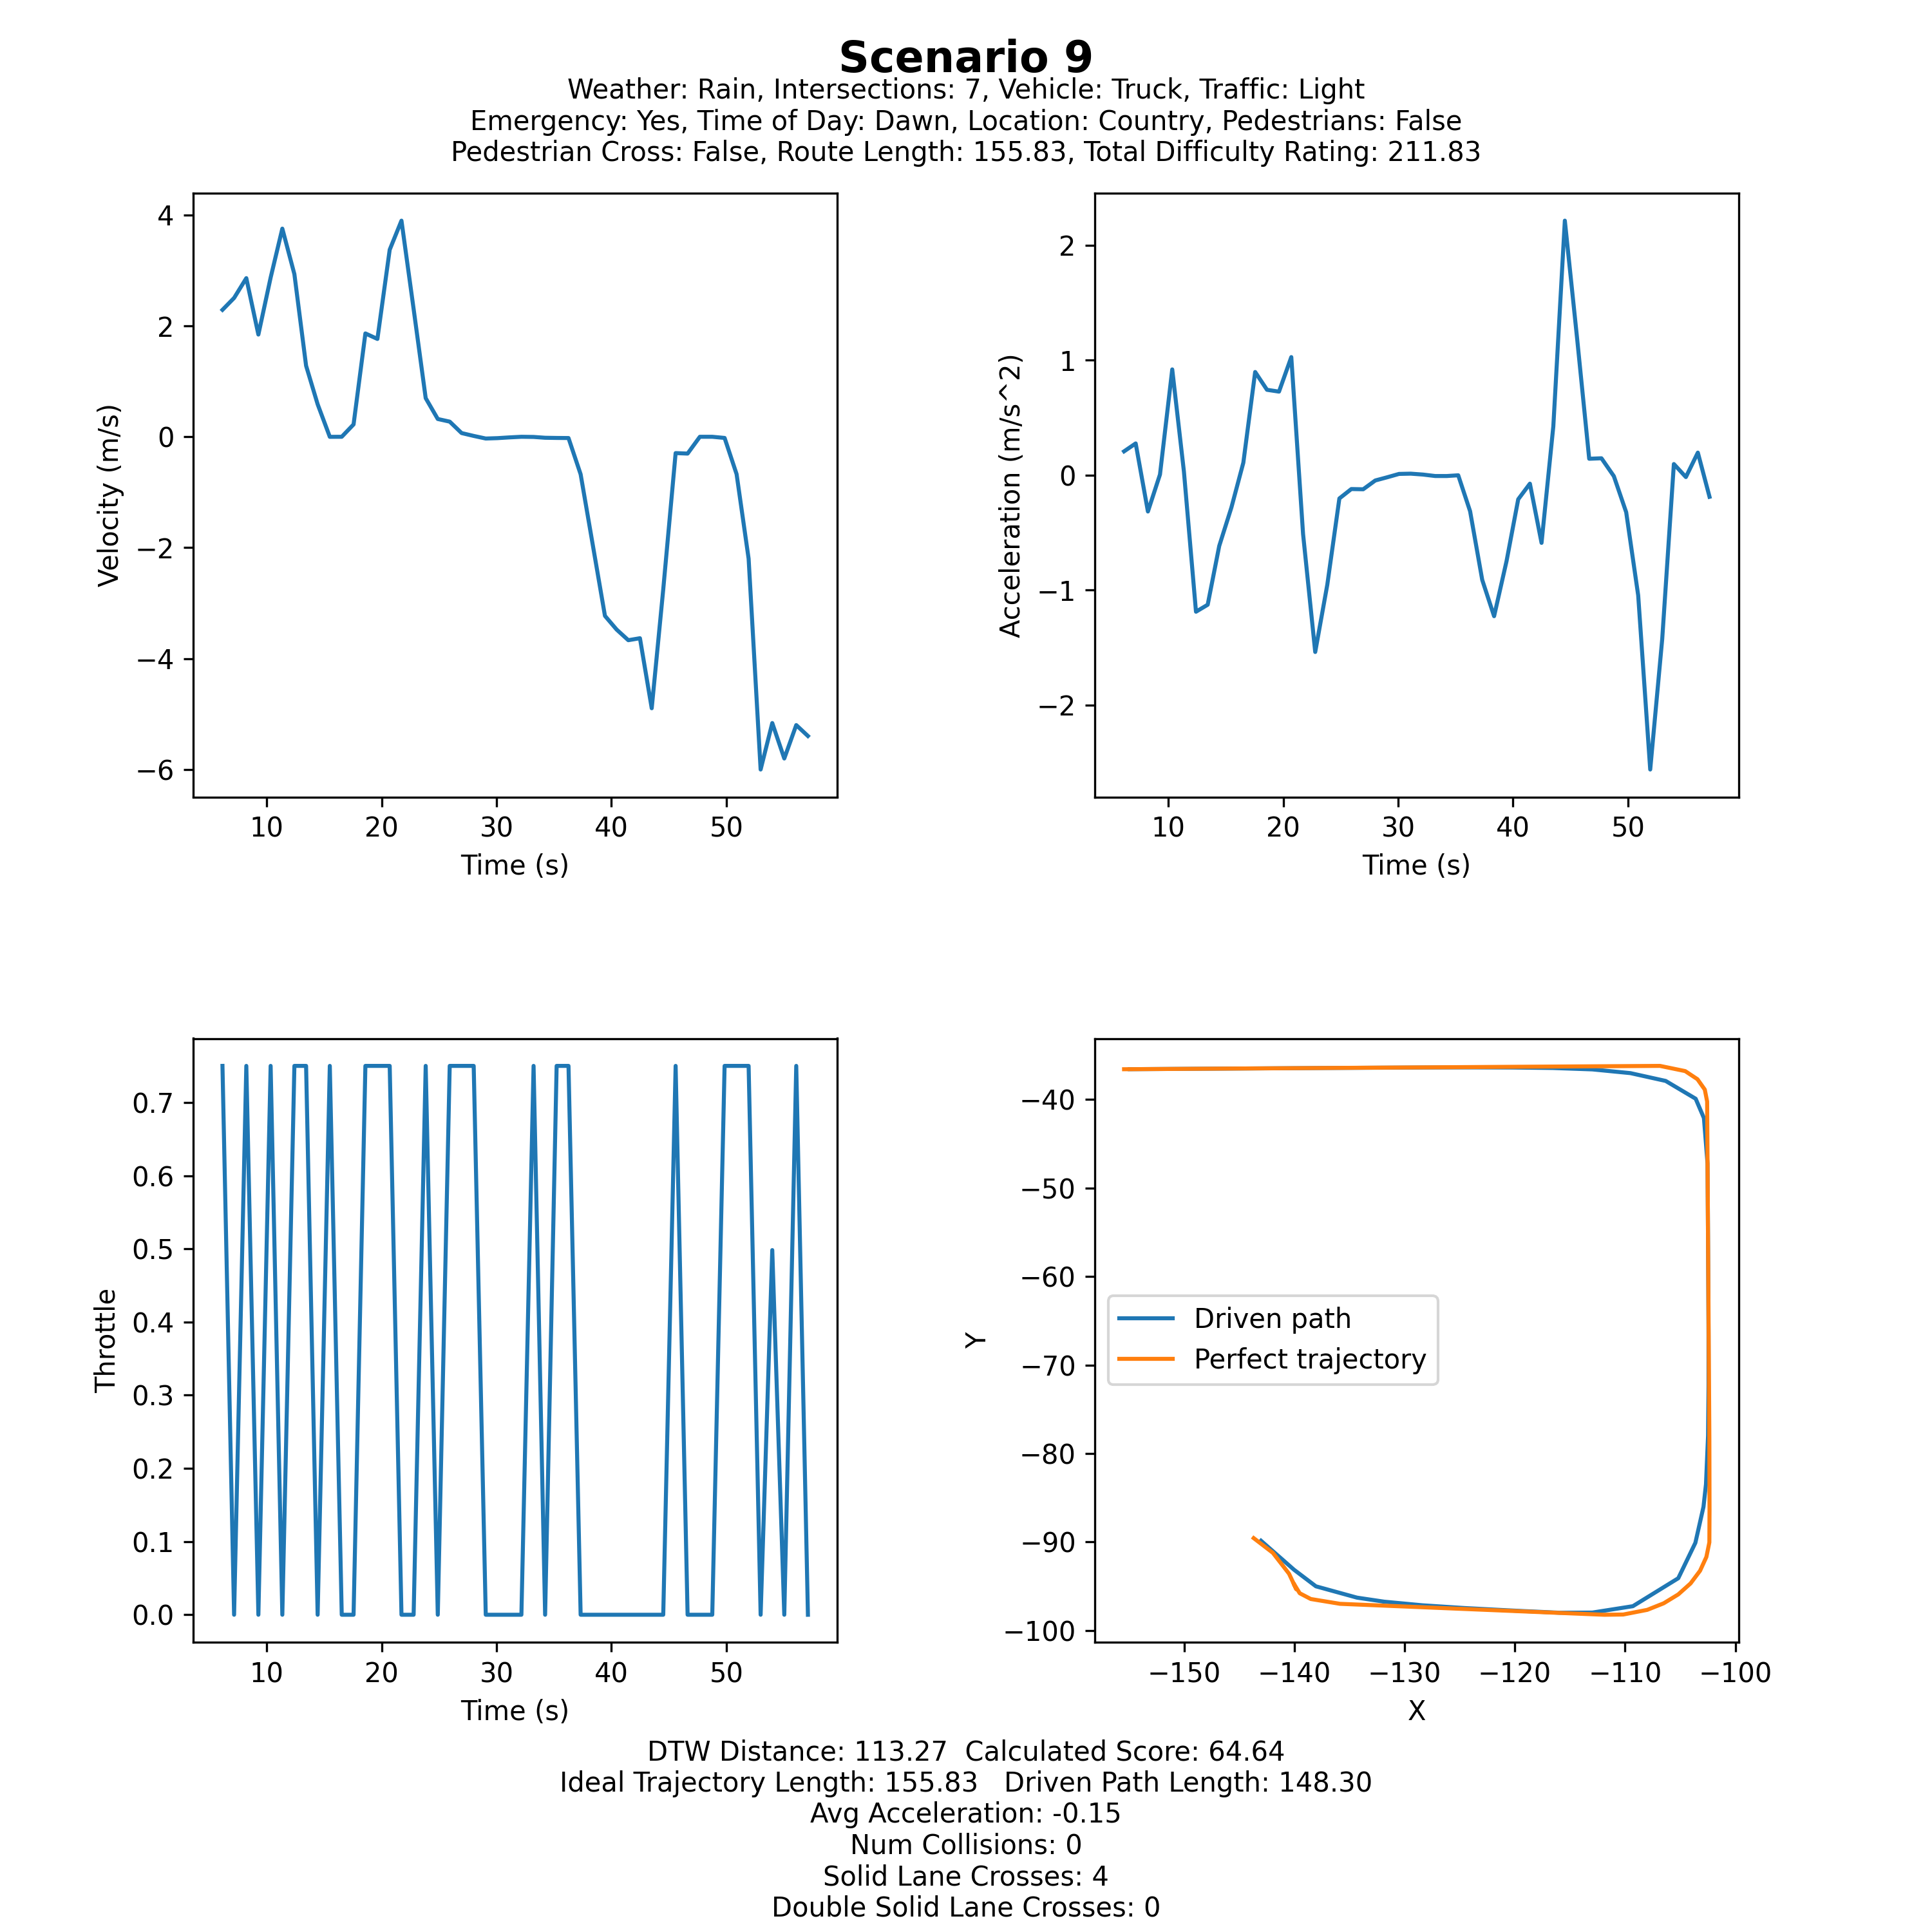 Scenario 9
Weather: Rain, Intersections: 7, Vehicle: Truck, Traffic: Light
Emergency: Yes, Time of Day: Dawn, Location: Country, Pedestrians: False
Pedestrian Cross: False, Route Length: 155.83, Total Difficulty Rating: 211.83
4
2
0
−2
−4
−6
Velocity (m/s)
10 20 30 40 50
Time (s)
2
1
0
−1
−2
Acceleration (m/s^2)
10 20 30 40 50
Time (s)
0.7
0.6
0.5
0.4
0.3
0.2
0.1
0.0
Throttle
10 20 30 40 50
Time (s)
−40
−50
−60
−70
−80
−90
−100
Y
Driven path
Perfect trajectory
−150 −140 −130 −120 −110 −100
X
DTW Distance: 113.27  Calculated Score: 64.64
Ideal Trajectory Length: 155.83   Driven Path Length: 148.30
Avg Acceleration: -0.15
Num Collisions: 0
Solid Lane Crosses: 4
Double Solid Lane Crosses: 0